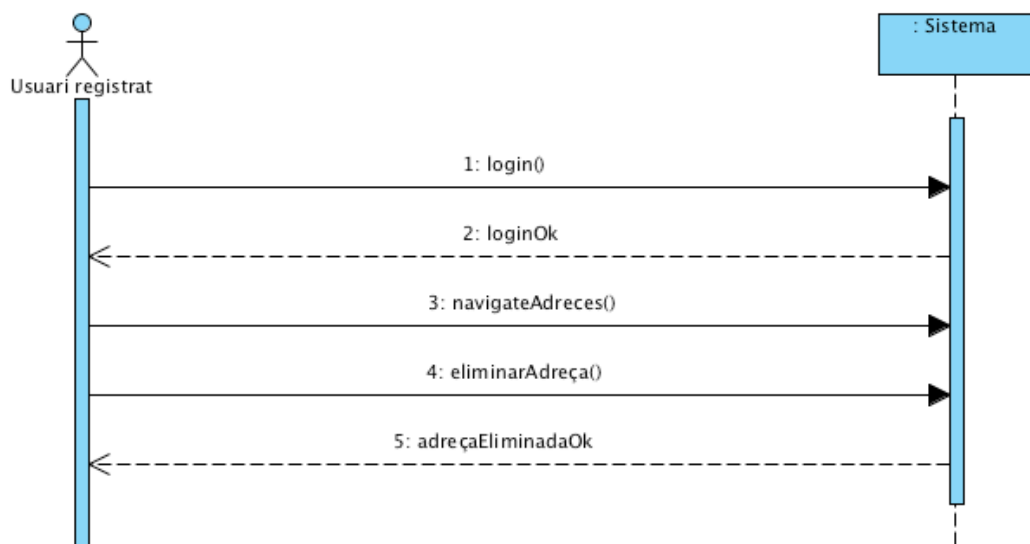 : Sistema
Usuari registrat
1: login()
2: loginOk
3: navigateAdreces()
4: eliminarAdreça()
5: adreçaEliminadaOk